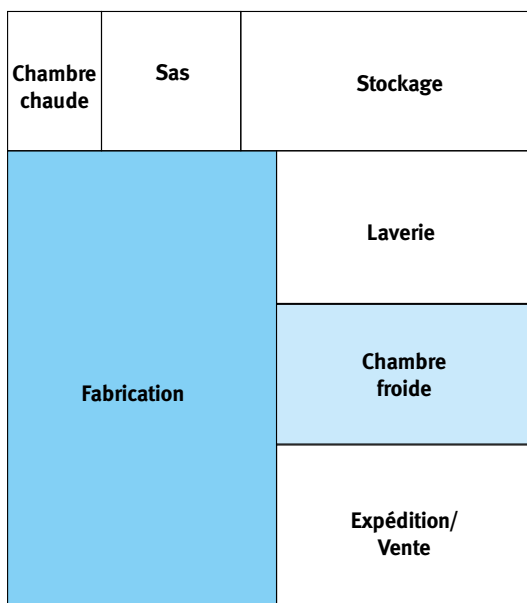 Chambre
chaude
Sas
Stockage
Laverie
Chambre
froide
Fabrication
Expédition/
Vente